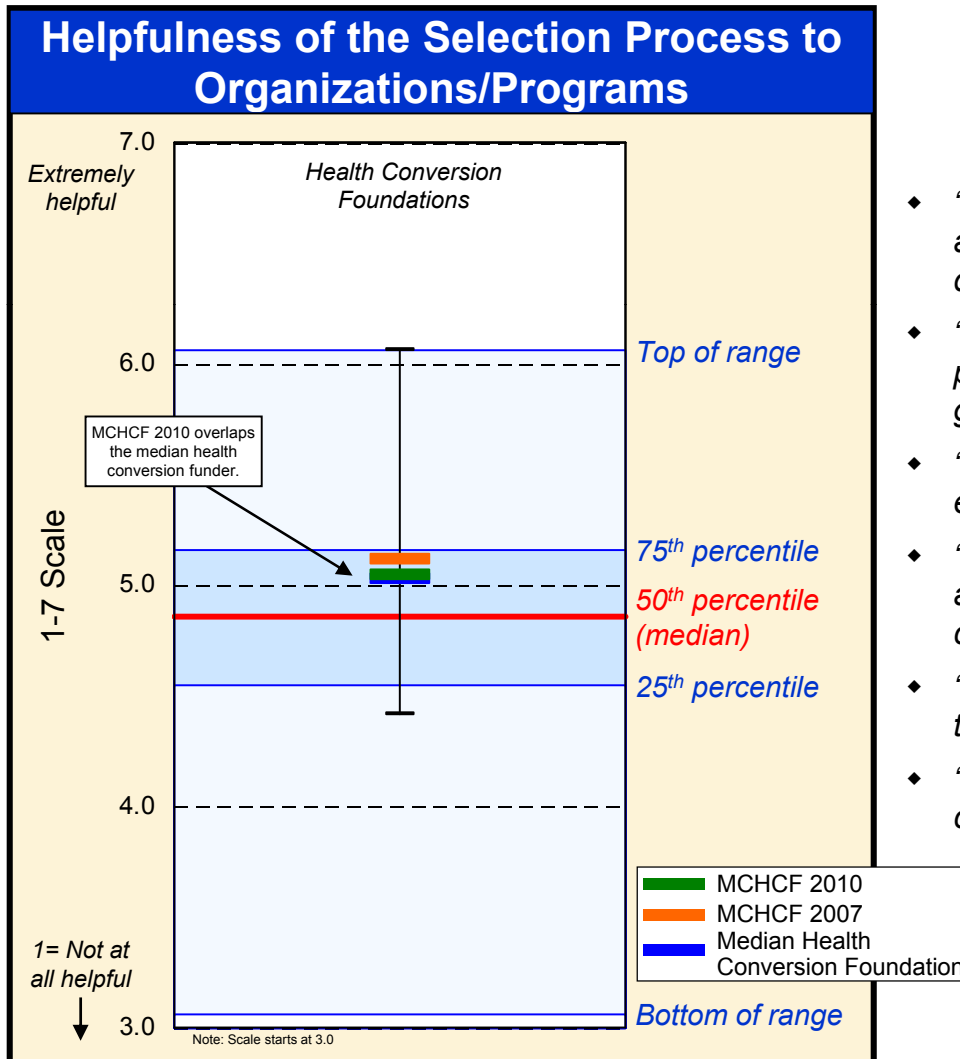 Helpfulness of the Selection Process to
Organizations/Programs
7.0
Extremely
helpful
Health Conversion
Foundations
6.0
Top of range
MCHCF 2010 overlaps
the median health
conversion funder.
1-7 Scale
75th percentile
5.0
50th percentile
(median)
25th percentile
4.0
MCHCF 2010
MCHCF 2007
Median Health
Conversion Foundation
1= Not at
all helpful
3.0
Bottom of range
Note: Scale starts at 3.0